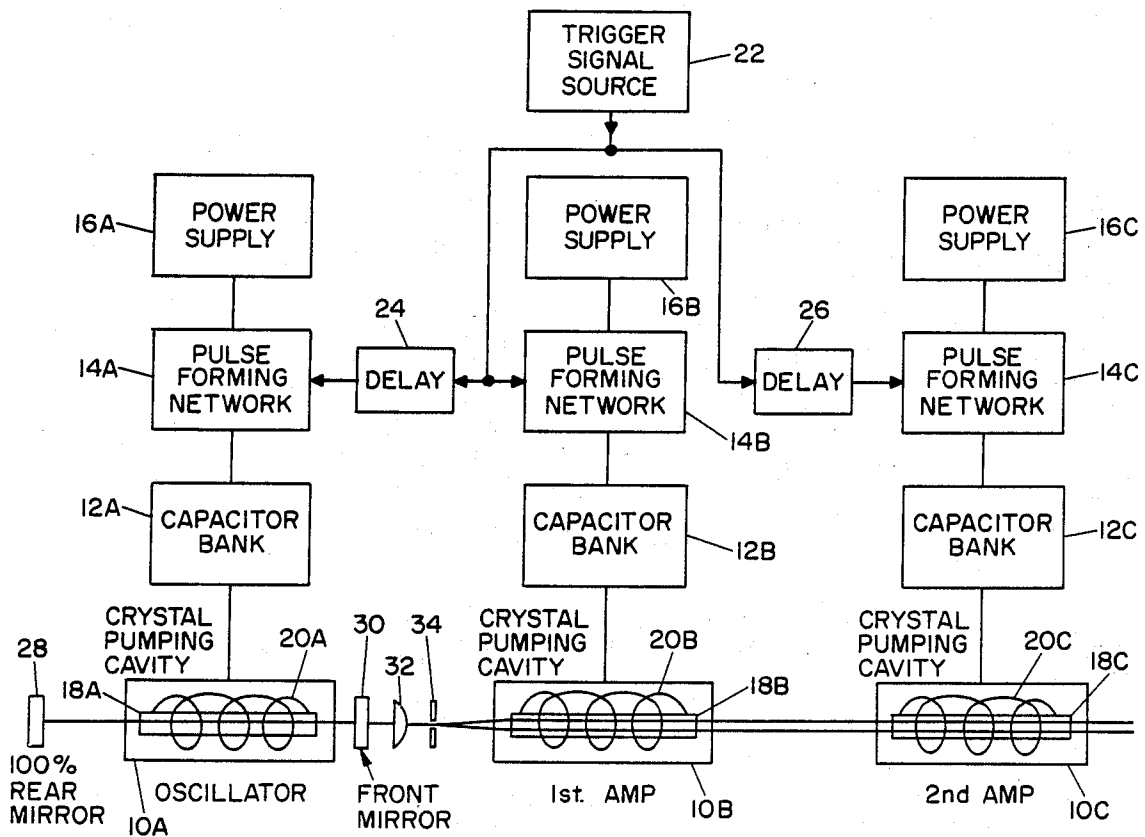 TRIGGER
SIGNAL
SOURCE
22
POWER
SUPPLY
16A
POWER
SUPPLY
16B
POWER
SUPPLY
16C
24
26
PULSE
FORMING
NETWORK
14A
DELAY
PULSE
FORMING
NETWORK
14B
DELAY
PULSE
FORMING
NETWORK
14C
12A
CAPACITOR
BANK
CAPACITOR
BANK
12B
CAPACITOR
BANK
12C
CRYSTAL
PUMPING
CAVITY
20A
30
34
32
CRYSTAL
PUMPING
CAVITY
20B
CRYSTAL
PUMPING
CAVITY
20C
28
18A
18B
18C
100%
REAR
MIRROR
10A
OSCILLATOR
FRONT
MIRROR
1st. AMP
10B
2nd AMP
10C